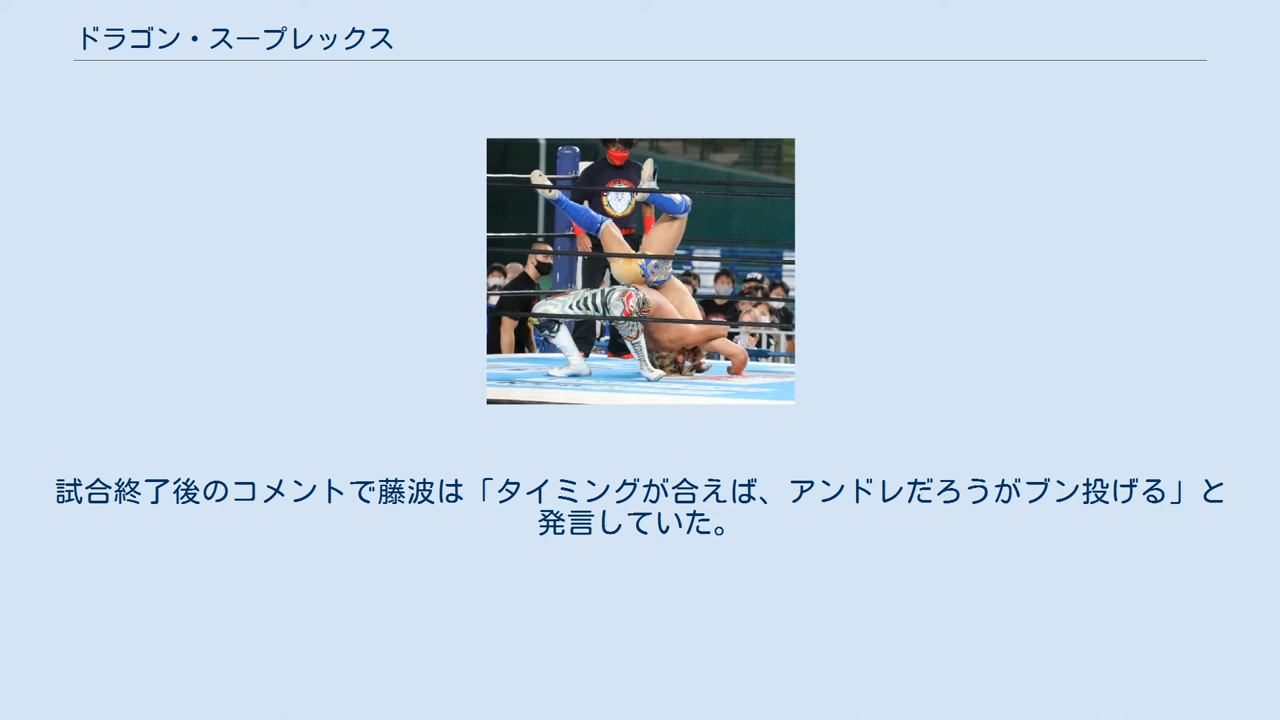 ドラゴン・スープレックス
試合終了後のコメントで藤波は「タイミングが合えば、アンドレだろうがブン投げる」と
発言していた。